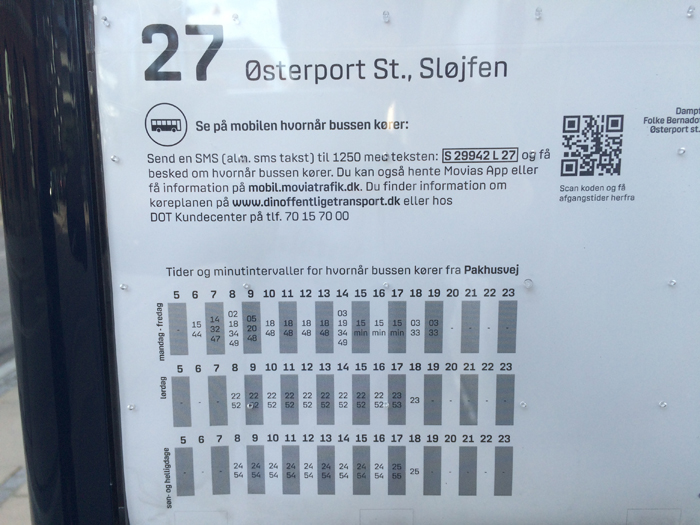 27 Østerport St., Sløjfen
Se på mobilen hvornår bussen kører:
Send en SMS (alm. sms takst) til 1250 med teksten: S 29942 L 27 og få
besked om hvornår bussen kører. Du kan også hente Movias App eller
få information på mobil.moviatrafik.dk. Du finder information om
køreplanen på www.dinoffentligetransport.dk eller hos
DOT Kundecenter på tlf. 70 15 70 00
Scan koden og få
afgangstider herfra
Folke
Østerport st.
Tider og minutintervaller for hvornår bussen kører fra Pakhusvej
mandag - fredag
5 6 7 8 9 10 11 12 13 14 15 16 17 18 19 20 21 22 23
02 03
- 15 14 18 05 18 18 18 18 19 15 15 15 03 03 - - - -
44 32 34 20 48 48 48 48 34 min min min 33 33
47 49 48 49
lørdag
5 6 7 8 9 10 11 12 13 14 15 16 17 18 19 20 21 22 23
- - - 22 22 22 22 22 22 22 22 22 23 23 - - - - -
52 52 52 52 52 52 52 52 53
søn- og helligdage
5 6 7 8 9 10 11 12 13 14 15 16 17 18 19 20 21 22 23
- - - 24 24 24 24 24 24 24 24 24 25 25 - - - - -
54 54 54 54 54 54 54 54 54 55